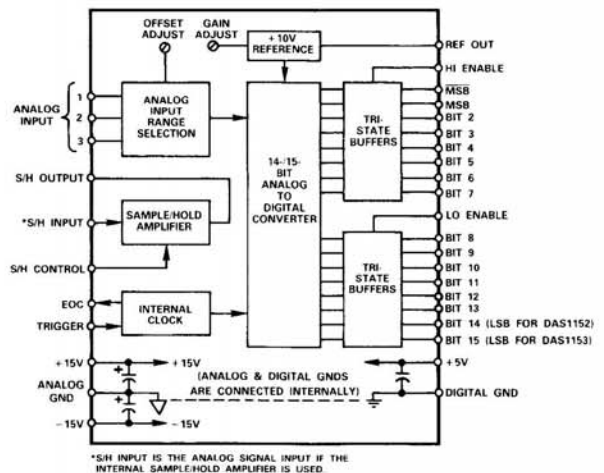 OFFSET ADJUST
GAIN ADJUST
+10V REFERENCE
REF OUT
HI ENABLE
ANALOG INPUT
1
2
3
ANALOG INPUT RANGE SELECTION
14-/15-BIT ANALOG TO DIGITAL CONVERTER
TRI-STATE BUFFERS
MSB
MSB
BIT 2
BIT 3
BIT 4
BIT 5
BIT 6
BIT 7
S/H OUTPUT
*S/H INPUT
SAMPLE/HOLD AMPLIFIER
S/H CONTROL
LO ENABLE
TRI-STATE BUFFERS
BIT 8
BIT 9
BIT 10
BIT 11
BIT 12
BIT 13
BIT 14 (LSB FOR DAS1152)
BIT 15 (LSB FOR DAS1153)
EOC
TRIGGER
INTERNAL CLOCK
+15V
+15V
+5V
ANALOG GND
(ANALOG & DIGITAL GNDS ARE CONNECTED INTERNALLY)
DIGITAL GND
-15V
-15V
*S/H INPUT IS THE ANALOG SIGNAL INPUT IF THE
INTERNAL SAMPLE/HOLD AMPLIFIER IS USED.